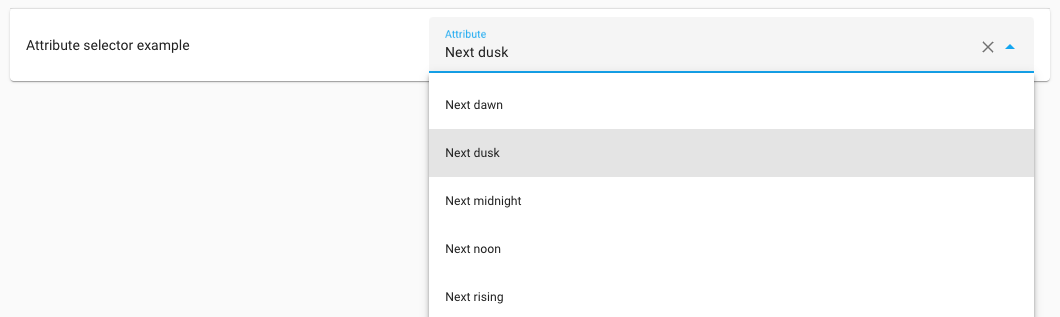 Attribute selector example
Attribute
Next dusk
Next dawn
Next dusk
Next midnight
Next noon
Next rising